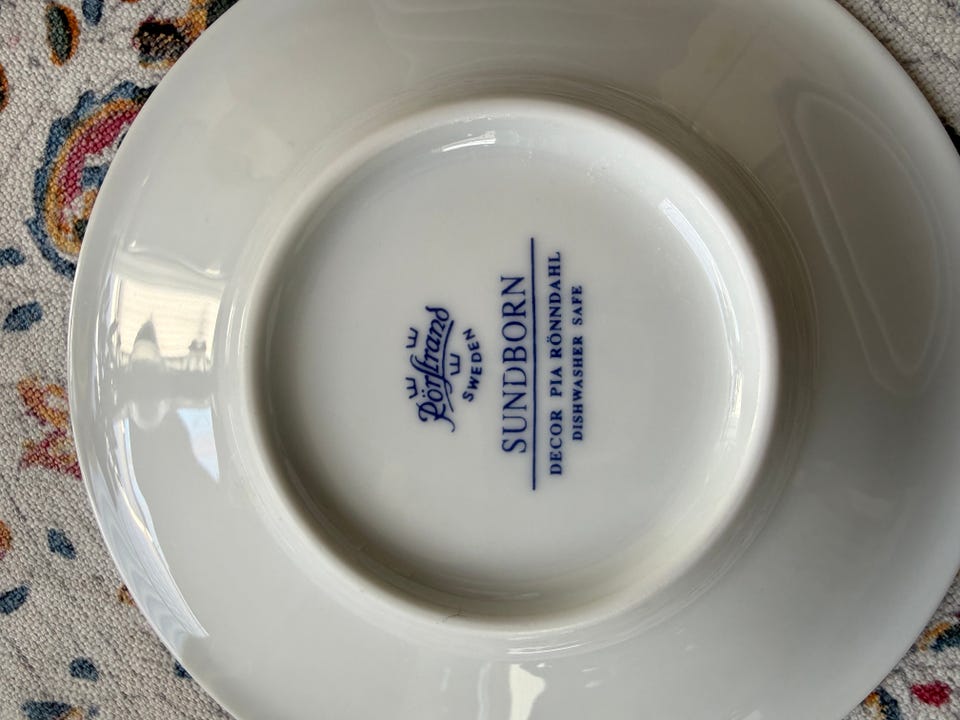 Rörstrand
SWEDEN
SUNDBORN
DECOR PIA RÖNNDAHL
DISHWASHER SAFE